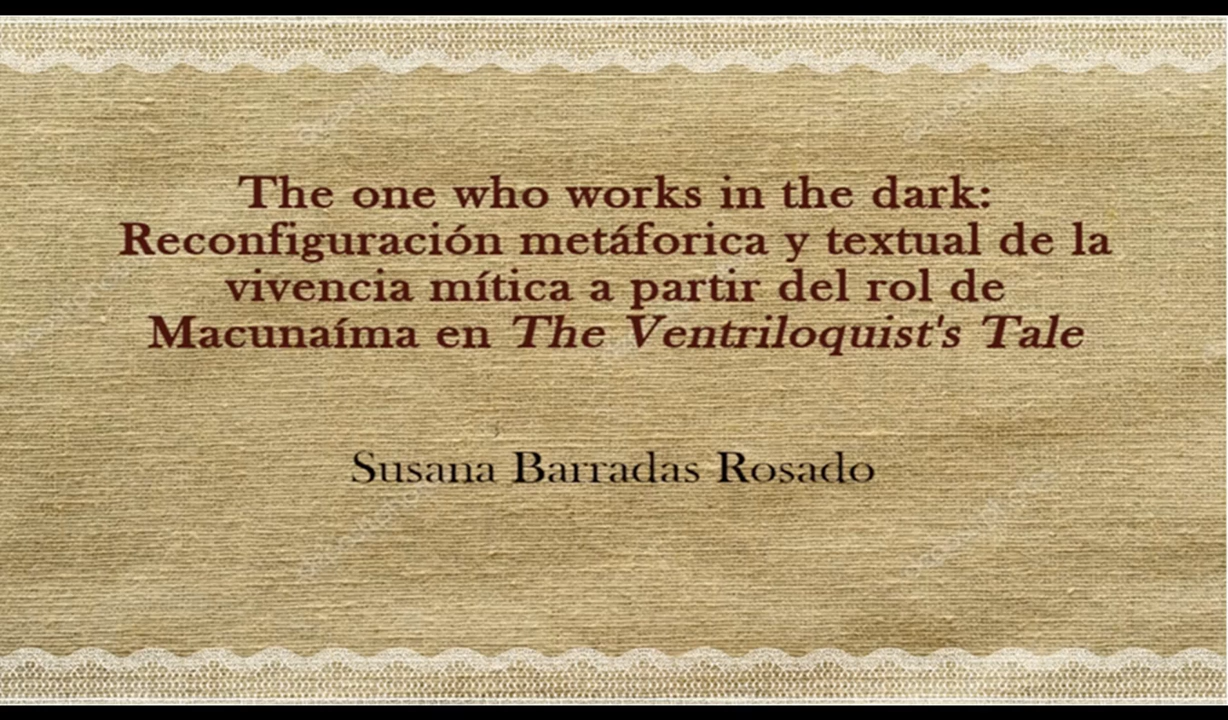 The one who works in the dark:
Reconfiguración metáforica y textual de la
vivencia mítica a partir del rol de
Macunaíma en The Ventriloquist's Tale
Susana Barradas Rosado